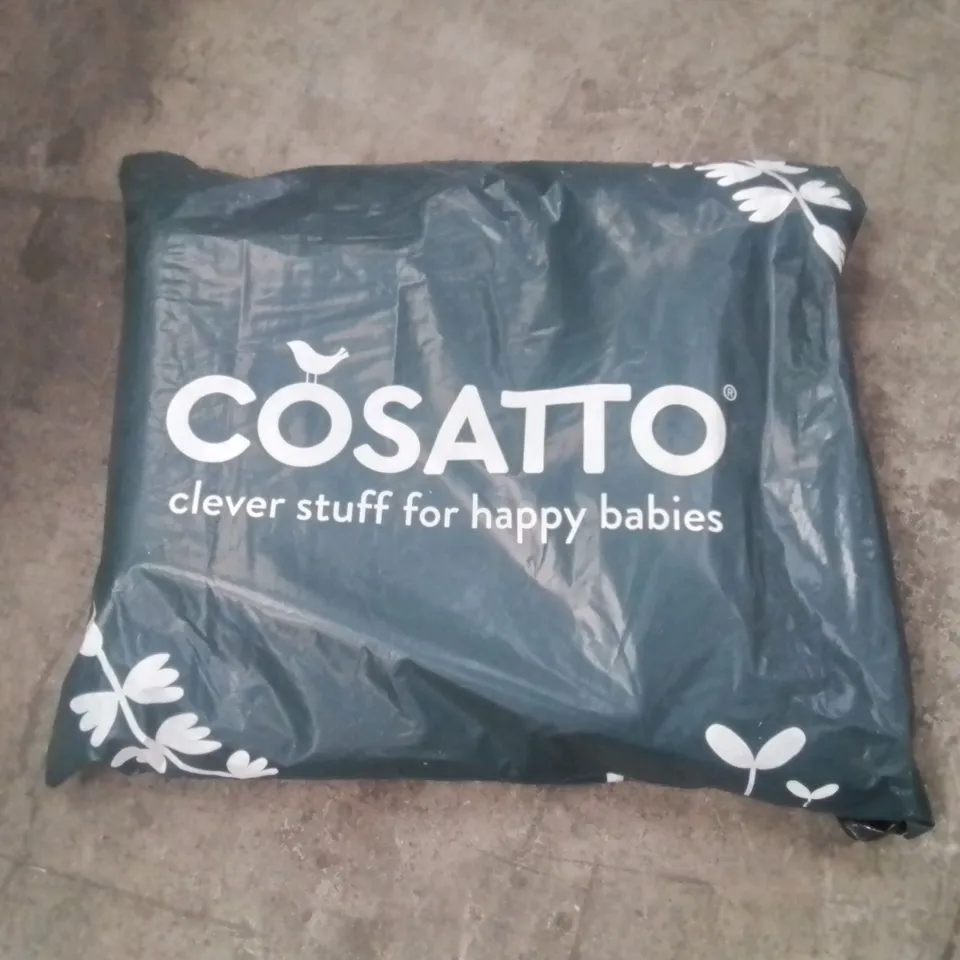 COSATTO®
clever stuff for happy babies